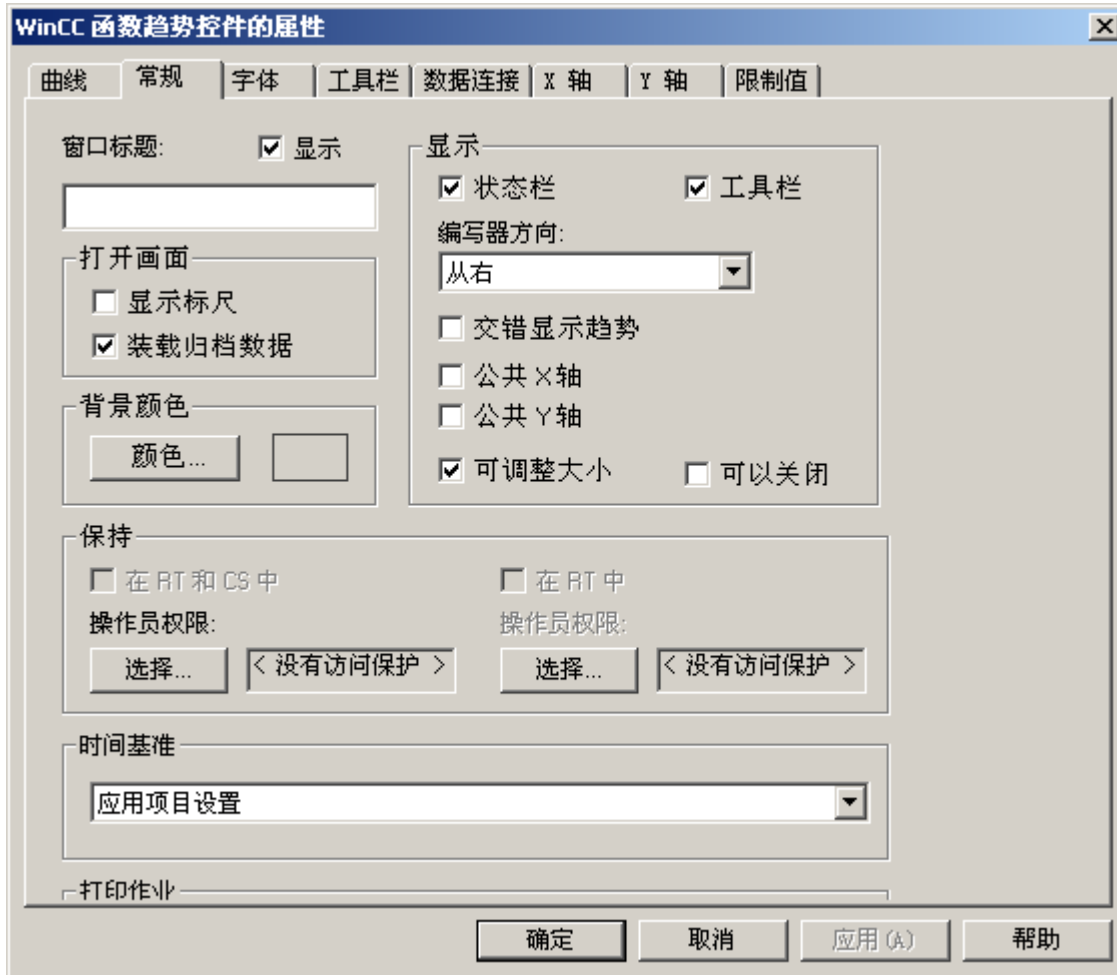 WinCC 函数趋势控件的属性
曲线 常规 字体 工具栏 数据连接 X 轴 Y 轴 限制值
窗口标题: 显示
显示
状态栏 工具栏
编写器方向:
从右
交错显示趋势
公共 X 轴
公共 Y 轴
可调整大小 可以关闭
打开画面
显示标尺
装载归档数据
背景颜色
颜色...
保持
在 RT 和 CS 中 在 RT 中
操作员权限: 操作员权限:
选择... < 没有访问保护 > 选择... < 没有访问保护 >
时间基准
应用项目设置
打印作业
确定 取消 应用(A) 帮助